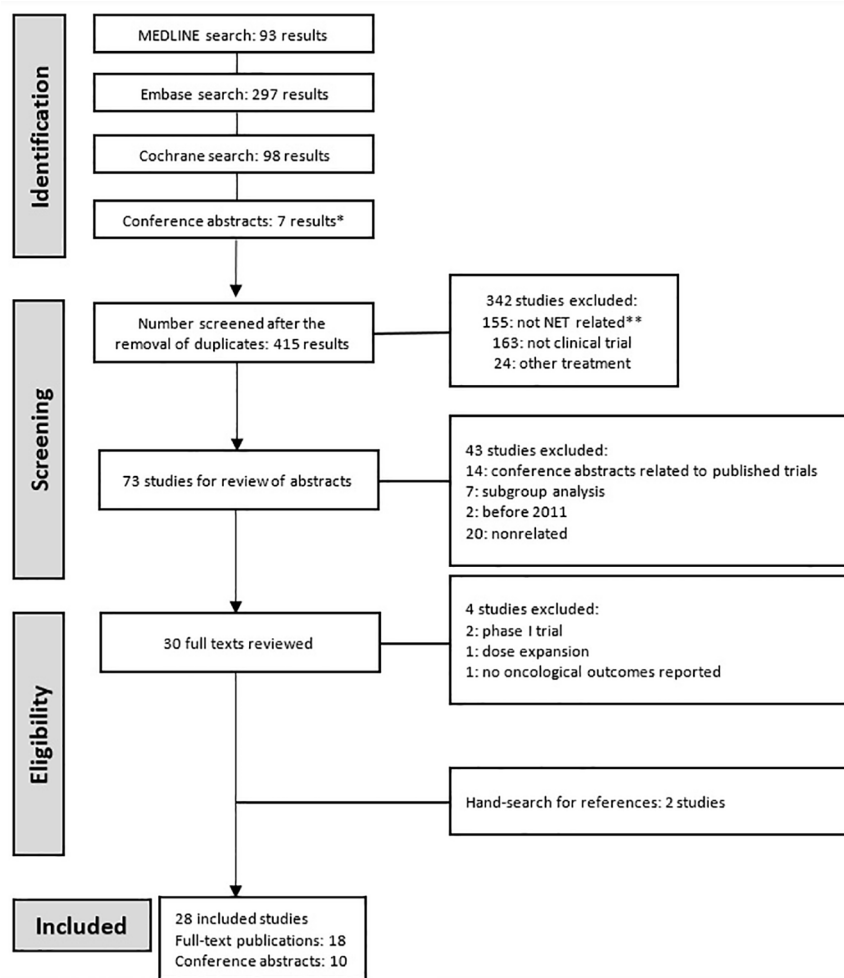 Identification
MEDLINE search: 93 results
Embase search: 297 results
Cochrane search: 98 results
Conference abstracts: 7 results*
Screening
Number screened after the
removal of duplicates: 415 results
342 studies excluded:
155: not NET related**
163: not clinical trial
24: other treatment
73 studies for review of abstracts
43 studies excluded:
14: conference abstracts related to published trials
7: subgroup analysis
2: before 2011
20: nonrelated
Eligibility
30 full texts reviewed
4 studies excluded:
2: phase I trial
1: dose expansion
1: no oncological outcomes reported
Hand-search for references: 2 studies
Included
28 included studies
Full-text publications: 18
Conference abstracts: 10